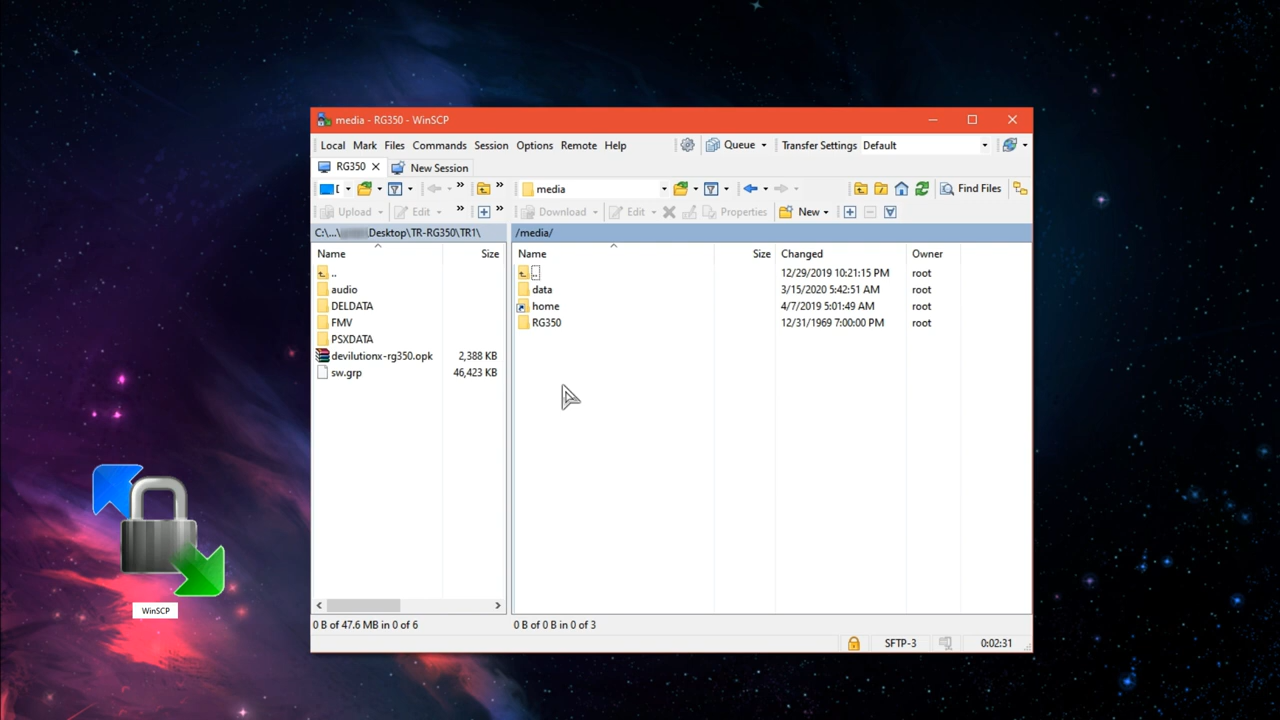 media - RG350 - WinSCP
Local Mark Files Commands Session Options Remote Help Queue Transfer Settings Default
RG350 New Session
media Find Files
Upload Edit Download Edit Properties New
C:\...\ Desktop\TR-RG350\TR1\ /media/
Name Size Name Size Changed Owner
.. .. 12/29/2019 10:21:15 PM root
audio data 3/15/2020 5:42:51 AM root
DELDATA home 4/7/2019 5:01:49 AM root
FMV RG350 12/31/1969 7:00:00 PM root
PSXDATA
devilutionx-rg350.opk 2,388 KB
sw.grp 46,423 KB
WinSCP
0 B of 47.6 MB in 0 of 6 0 B of 0 B in 0 of 3
SFTP-3 0:02:31